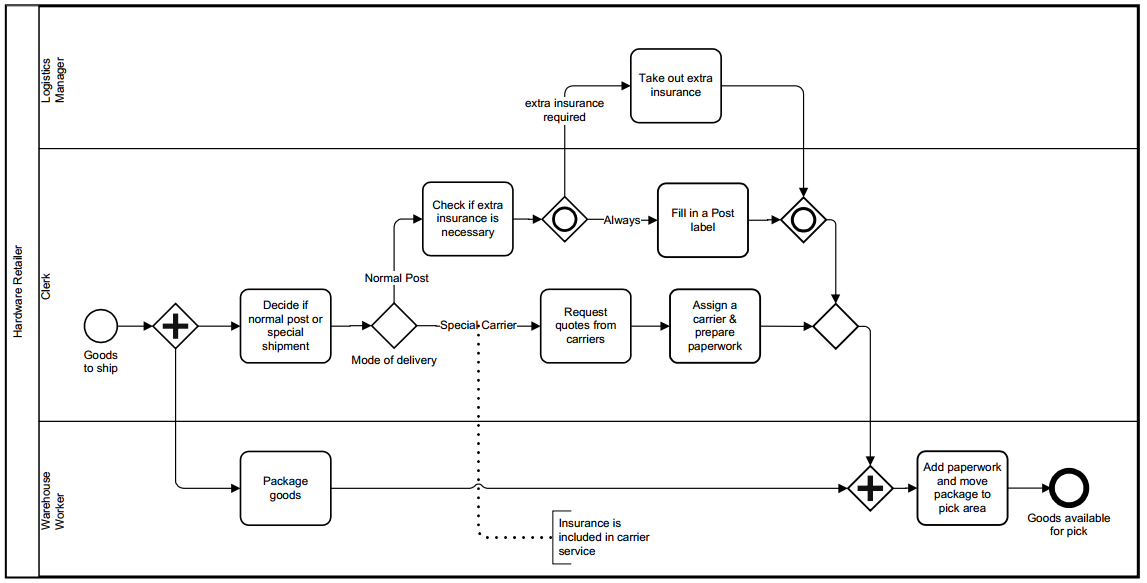 Hardware Retailer
Logistics
Manager
Take out extra
insurance
extra insurance
required
Clerk
Check if extra
insurance is
necessary
Always
Fill in a Post
label
Normal Post
Goods
to ship
Decide if
normal post or
special
shipment
Mode of delivery
Special Carrier
Request
quotes from
carriers
Assign a
carrier &
prepare
paperwork
Warehouse
Worker
Package
goods
Insurance is
included in carrier
service
Add paperwork
and move
package to
pick area
Goods available
for pick